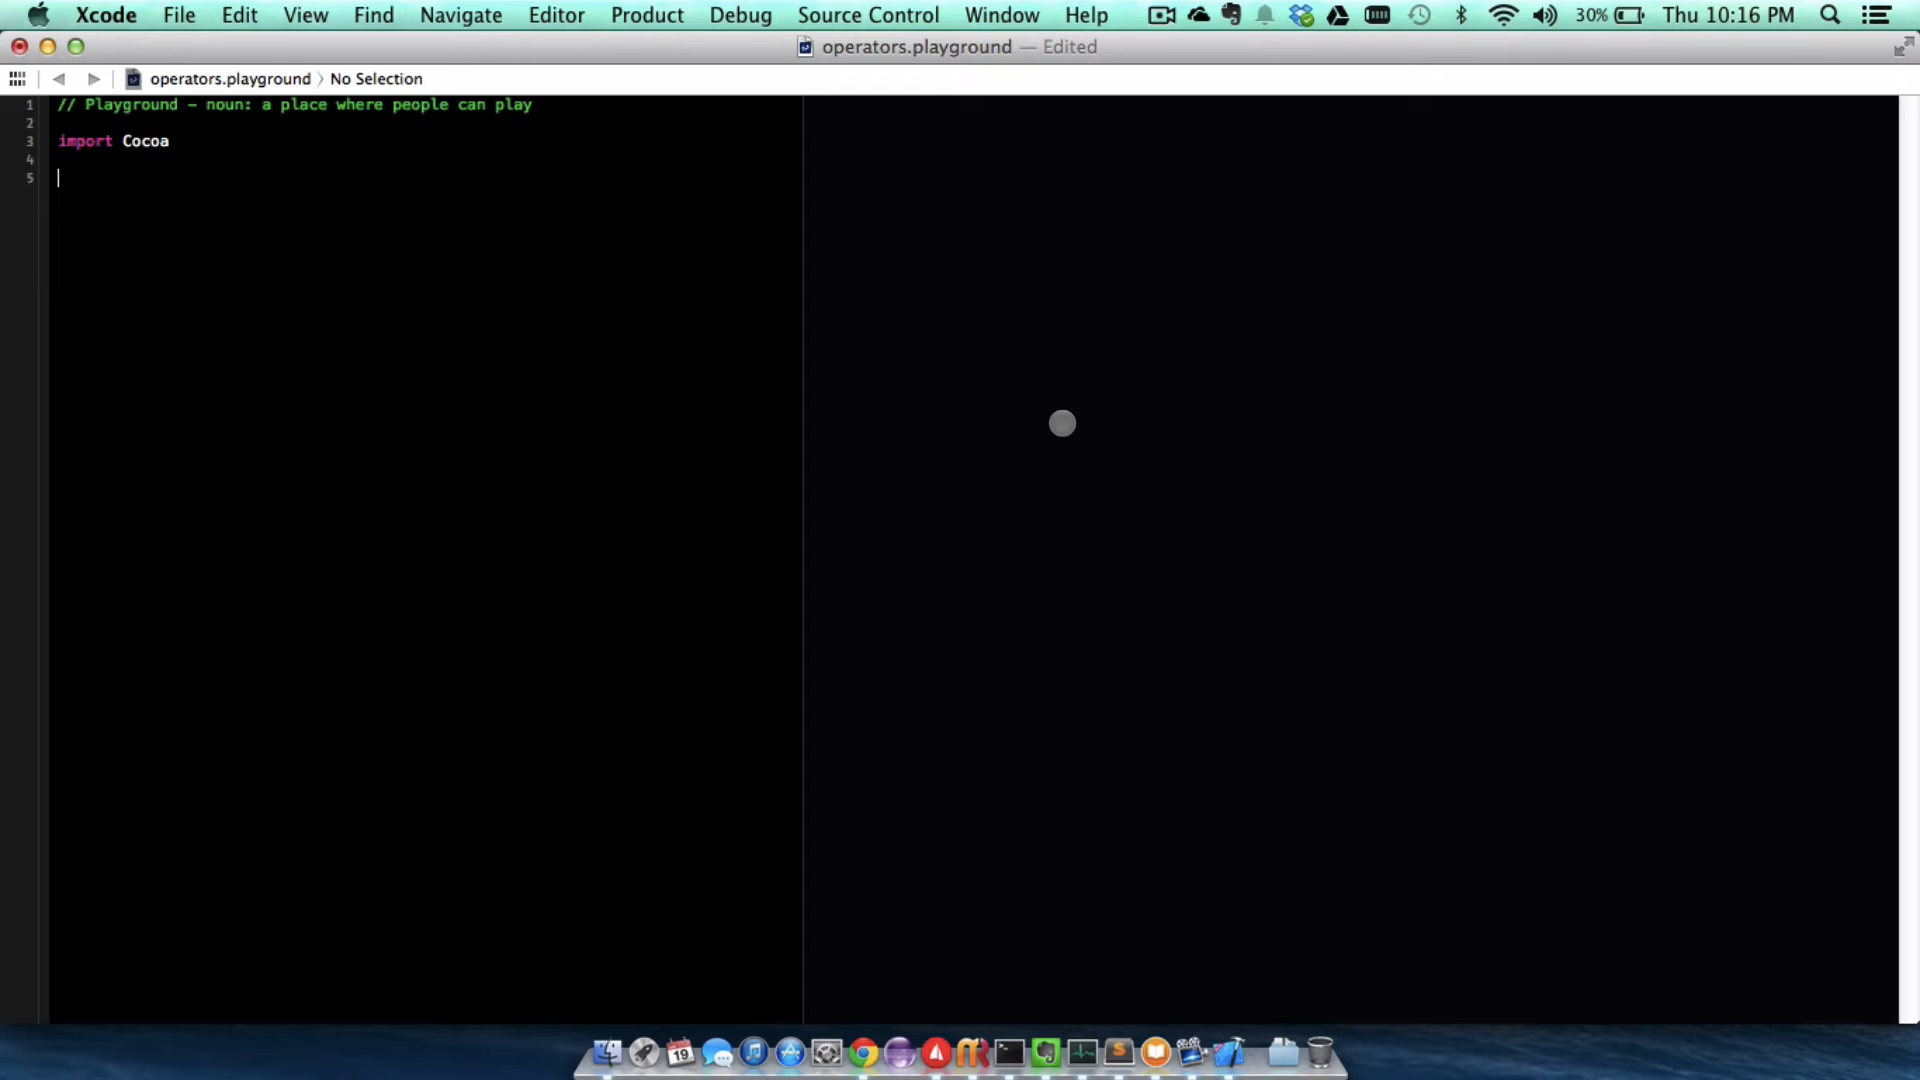 Xcode File Edit View Find Navigate Editor Product Debug Source Control Window Help 30% Thu 10:16 PM
operators.playground — Edited
operators.playground 〉 No Selection
1 // Playground – noun: a place where people can play
2
3 import Cocoa
4
5
19